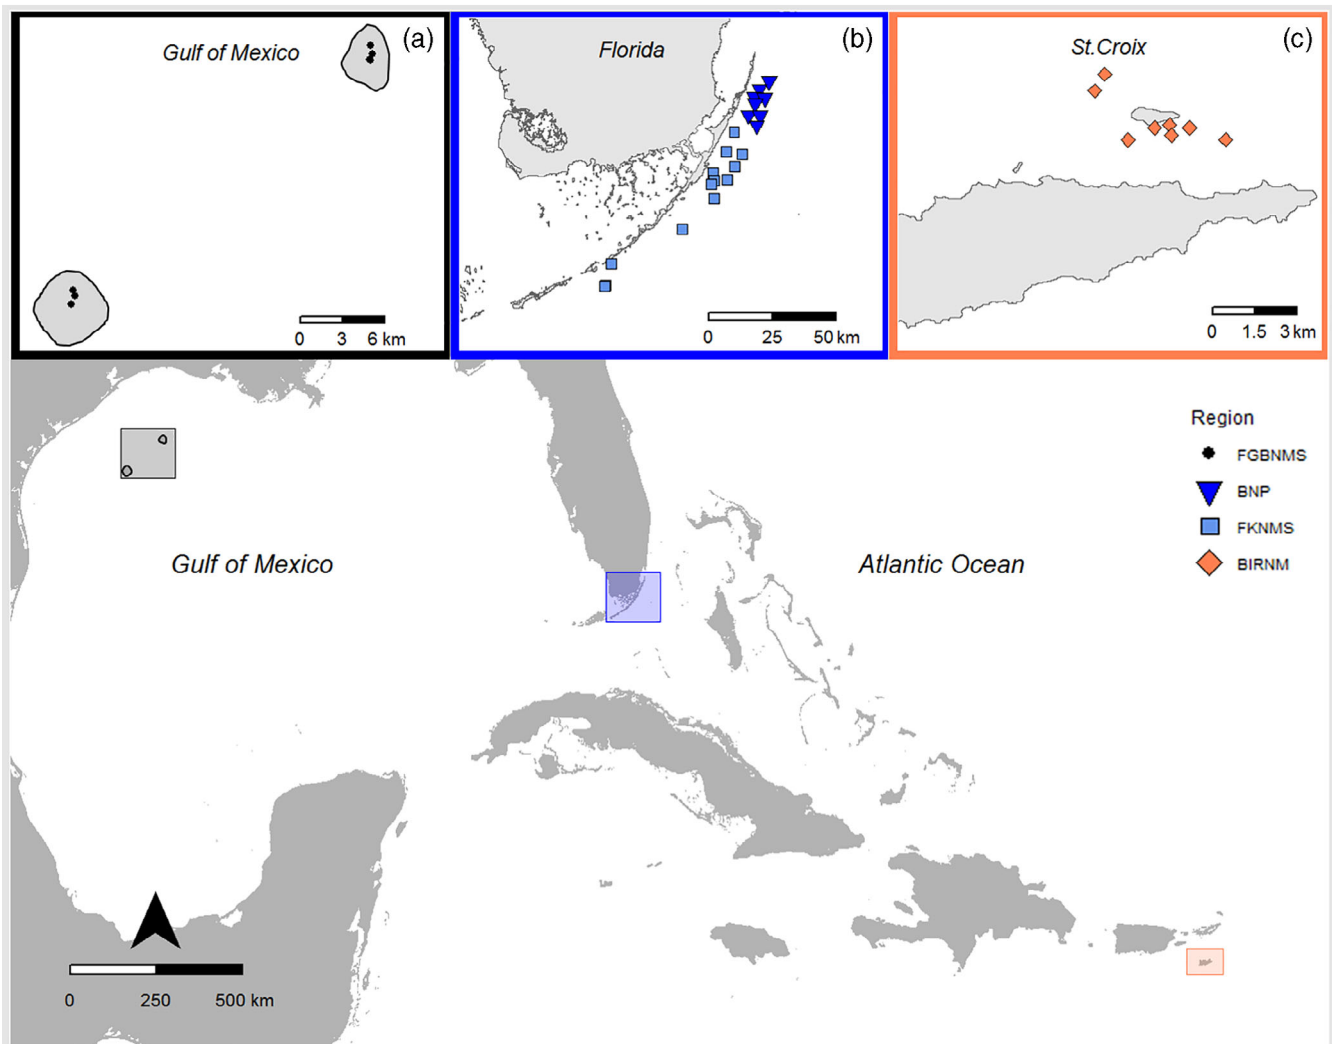 Gulf of Mexico
(a)
0 3 6 km
Florida
(b)
0 25 50 km
St.Croix
(c)
0 1.5 3 km
Region
FGBNMS
BNP
FKNMS
BIRNM
Gulf of Mexico
Atlantic Ocean
0 250 500 km